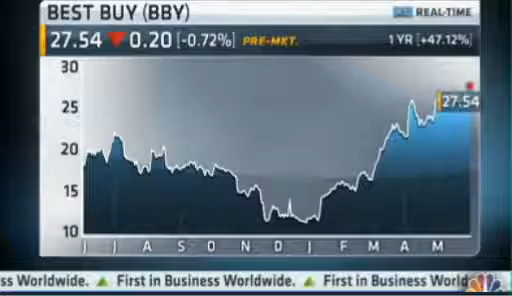 BEST BUY (BBY)
REAL-TIME
27.54 ▼ 0.20 [-0.72%] PRE-MKT. 1 YR [+47.12%]
30
25
27.54
20
15
10
J J A S O N D J F M A M
ss Worldwide. ▲ First in Business Worldwide. ▲ First in Business World